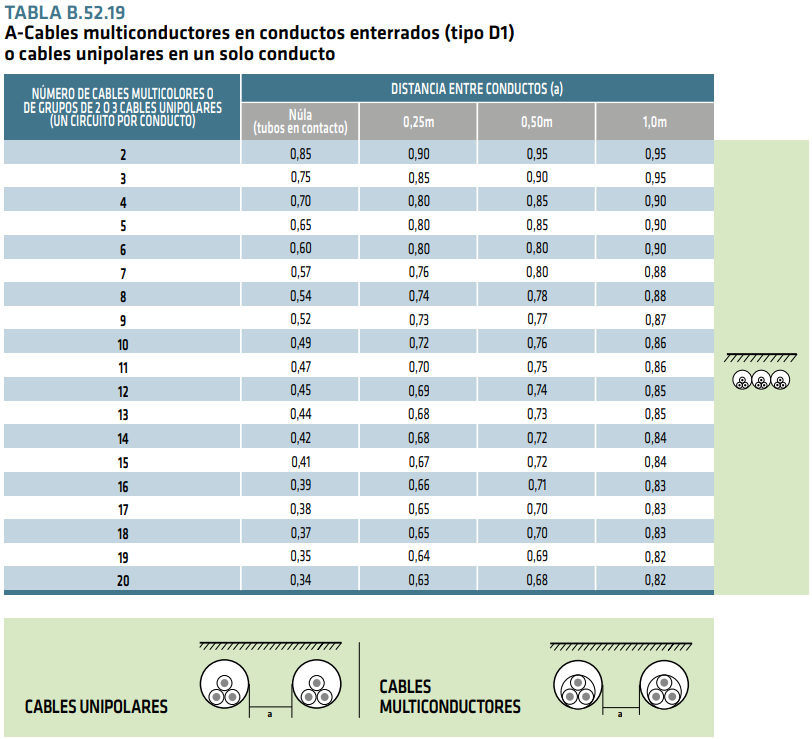 TABLA B.52.19
A-Cables multiconductores en conductos enterrados (tipo D1)
o cables unipolares en un solo conducto
NÚMERO DE CABLES MULTICOLORES O
DE GRUPOS DE 2 O 3 CABLES UNIPOLARES
(UN CIRCUITO POR CONDUCTO)
DISTANCIA ENTRE CONDUCTOS (a)
Núla
(tubos en contacto) 0,25m 0,50m 1,0m
2 0,85 0,90 0,95 0,95
3 0,75 0,85 0,90 0,95
4 0,70 0,80 0,85 0,90
5 0,65 0,80 0,85 0,90
6 0,60 0,80 0,80 0,90
7 0,57 0,76 0,80 0,88
8 0,54 0,74 0,78 0,88
9 0,52 0,73 0,77 0,87
10 0,49 0,72 0,76 0,86
11 0,47 0,70 0,75 0,86
12 0,45 0,69 0,74 0,85
13 0,44 0,68 0,73 0,85
14 0,42 0,68 0,72 0,84
15 0,41 0,67 0,72 0,84
16 0,39 0,66 0,71 0,83
17 0,38 0,65 0,70 0,83
18 0,37 0,65 0,70 0,83
19 0,35 0,64 0,69 0,82
20 0,34 0,63 0,68 0,82
CABLES UNIPOLARES
a
CABLES
MULTICONDUCTORES
a